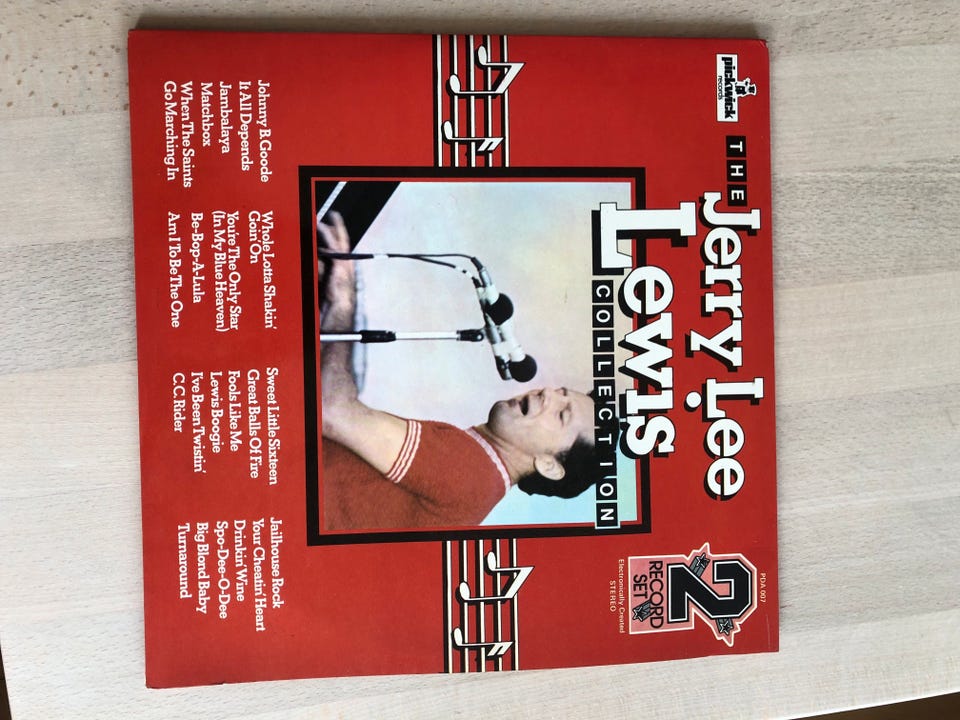 pickwick
records
THE
Jerry Lee
Lewis
COLLECTION
PDA 007
2
RECORD
SET
Electronically Created
STEREO
Johnny B. Goode
It All Depends
Jambalaya
Matchbox
When The Saints
Go Marching In
Whole Lotta Shakin'
Goin' On
You're The Only Star
(In My Blue Heaven)
Be-Bop-A-Lula
Am I To Be The One
Sweet Little Sixteen
Great Balls Of Fire
Fools Like Me
Lewis Boogie
I've Been Twistin'
C.C. Rider
Jailhouse Rock
Your Cheatin' Heart
Drinkin' Wine
Spo-Dee-O-Dee
Big Blond Baby
Turnaround